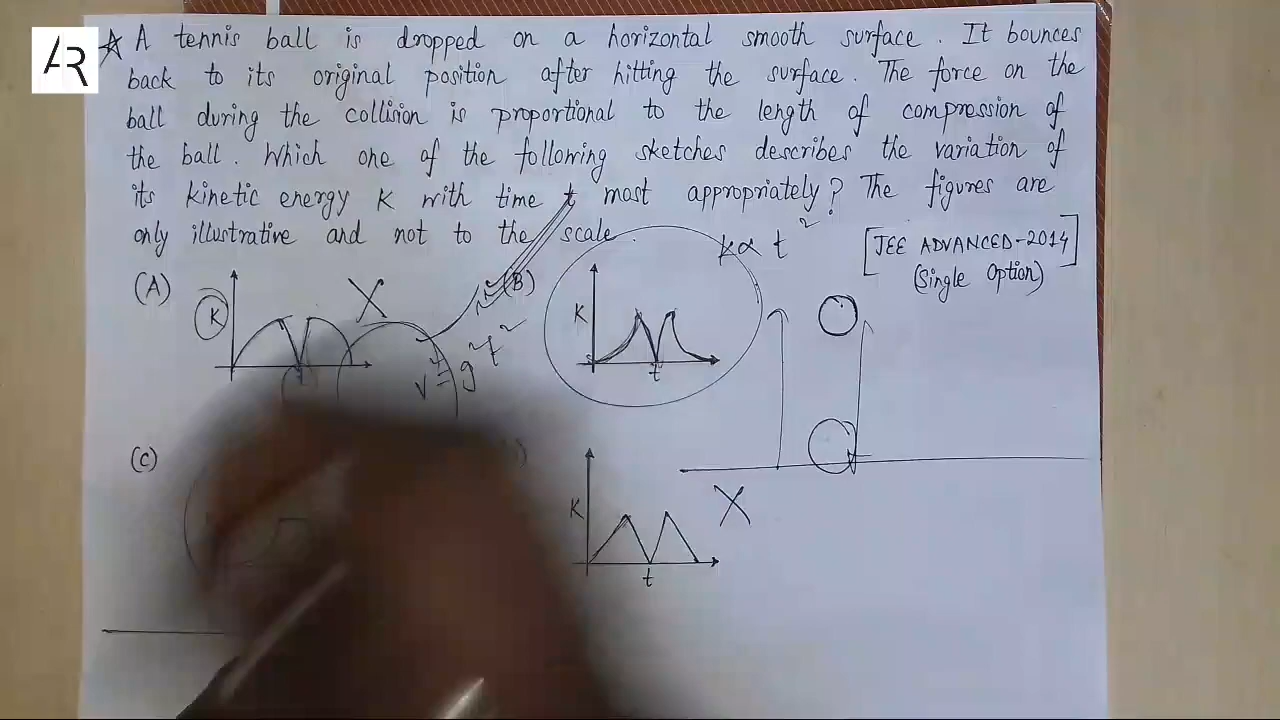 AR
☆ A tennis ball is dropped on a horizontal smooth surface. It bounces
back to its original position after hitting the surface. The force on the
ball during the collision is proportional to the length of compression of
the ball. Which one of the following sketches describes the variation of
its kinetic energy K with time t most appropriately? The figures are
only illustrative and not to the scale.
K ∝ t²
[JEE ADVANCED-2014]
(Single Option)
(A)
K
X
t
v² = g²t²
(B)
K
t
(C)
K
t
X